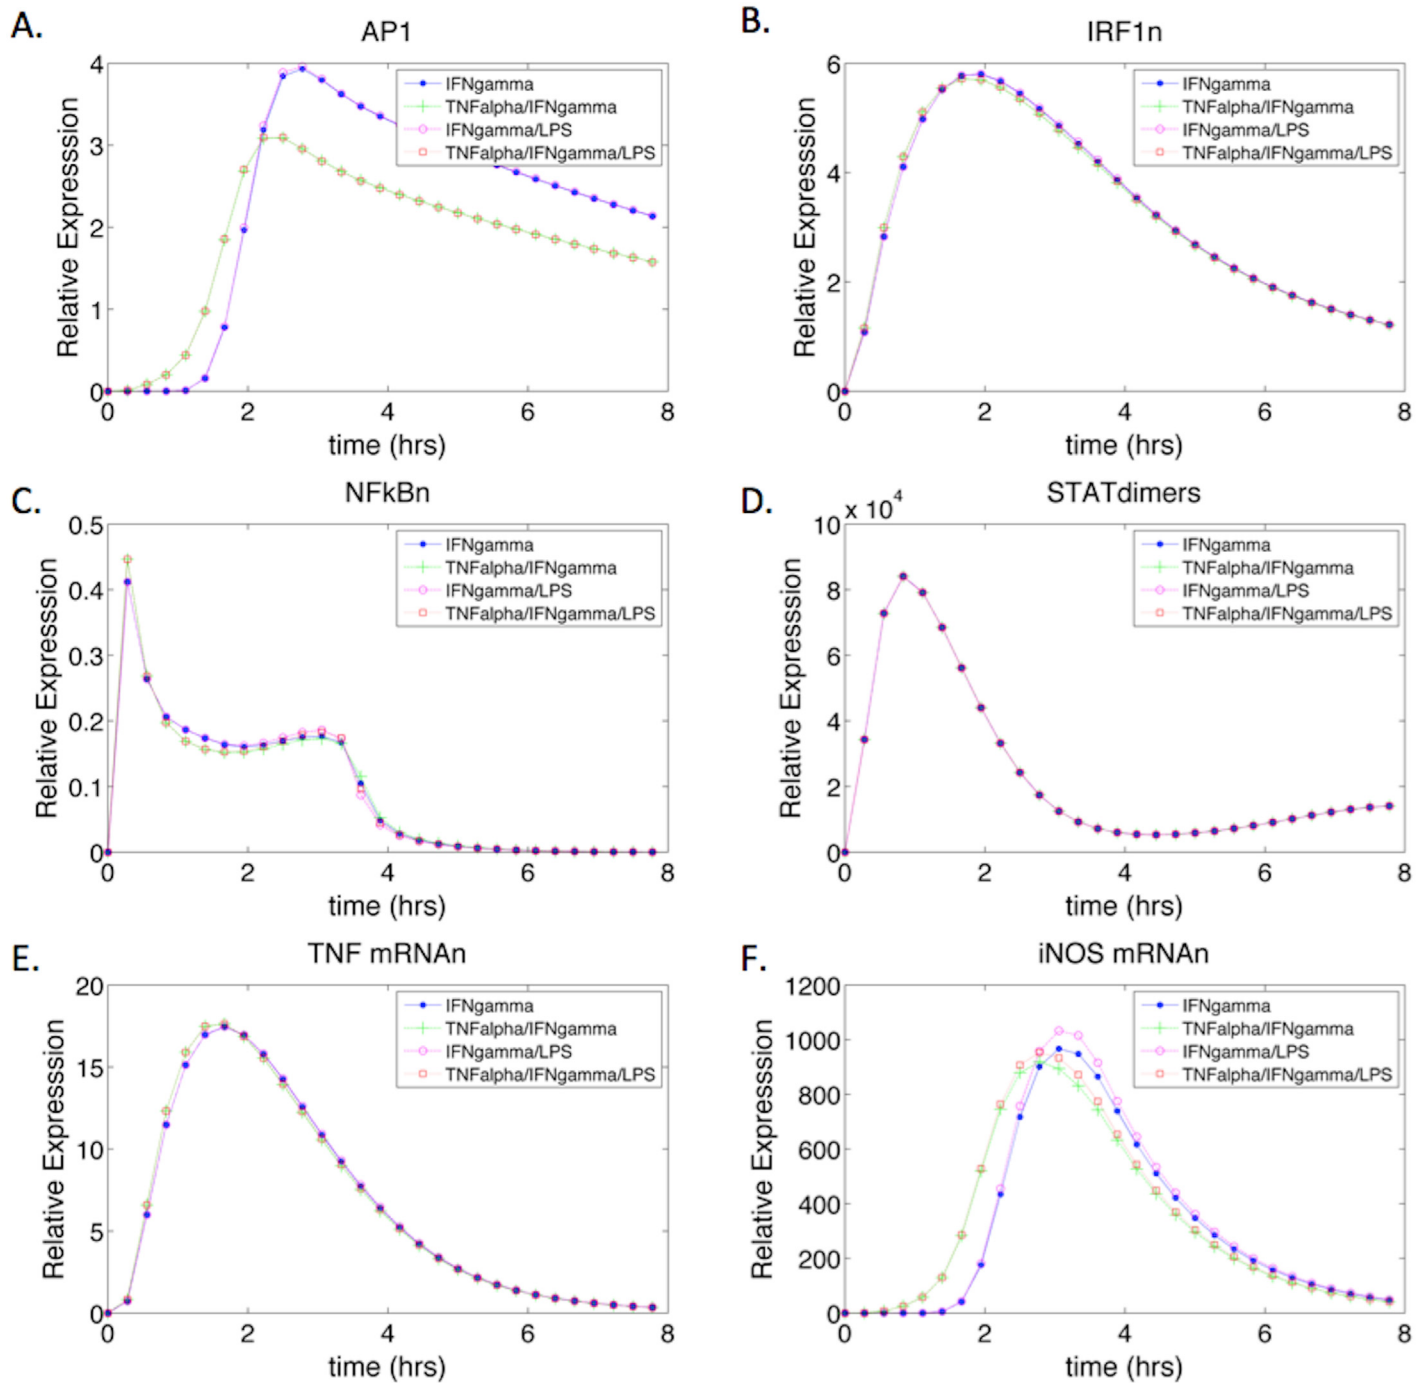 A.
AP1
Relative Expresssion
4
3
2
1
0
0 2 4 6 8
time (hrs)
IFNgamma
TNFalpha/IFNgamma
IFNgamma/LPS
TNFalpha/IFNgamma/LPS
B.
IRF1n
Relative Expresssion
6
4
2
0
0 2 4 6 8
time (hrs)
IFNgamma
TNFalpha/IFNgamma
IFNgamma/LPS
TNFalpha/IFNgamma/LPS
C.
NFkBn
Relative Expresssion
0.5
0.4
0.3
0.2
0.1
0
0 2 4 6 8
time (hrs)
IFNgamma
TNFalpha/IFNgamma
IFNgamma/LPS
TNFalpha/IFNgamma/LPS
D.
STATdimers
x 10^4
Relative Expresssion
10
8
6
4
2
0
0 2 4 6 8
time (hrs)
IFNgamma
TNFalpha/IFNgamma
IFNgamma/LPS
TNFalpha/IFNgamma/LPS
E.
TNF mRNAn
Relative Expresssion
20
15
10
5
0
0 2 4 6 8
time (hrs)
IFNgamma
TNFalpha/IFNgamma
IFNgamma/LPS
TNFalpha/IFNgamma/LPS
F.
iNOS mRNAn
Relative Expresssion
1200
1000
800
600
400
200
0
0 2 4 6 8
time (hrs)
IFNgamma
TNFalpha/IFNgamma
IFNgamma/LPS
TNFalpha/IFNgamma/LPS